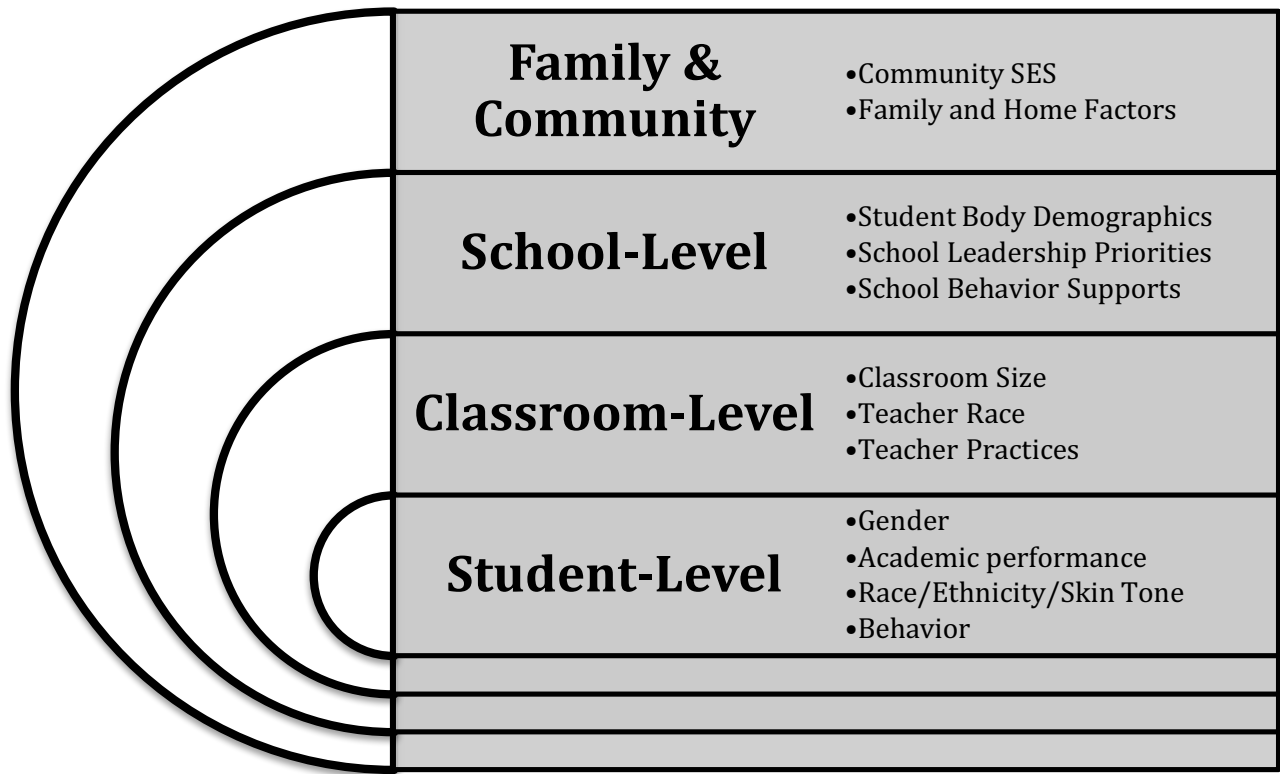 Family &
Community
•Community SES
•Family and Home Factors
School-Level
•Student Body Demographics
•School Leadership Priorities
•School Behavior Supports
Classroom-Level
•Classroom Size
•Teacher Race
•Teacher Practices
Student-Level
•Gender
•Academic performance
•Race/Ethnicity/Skin Tone
•Behavior